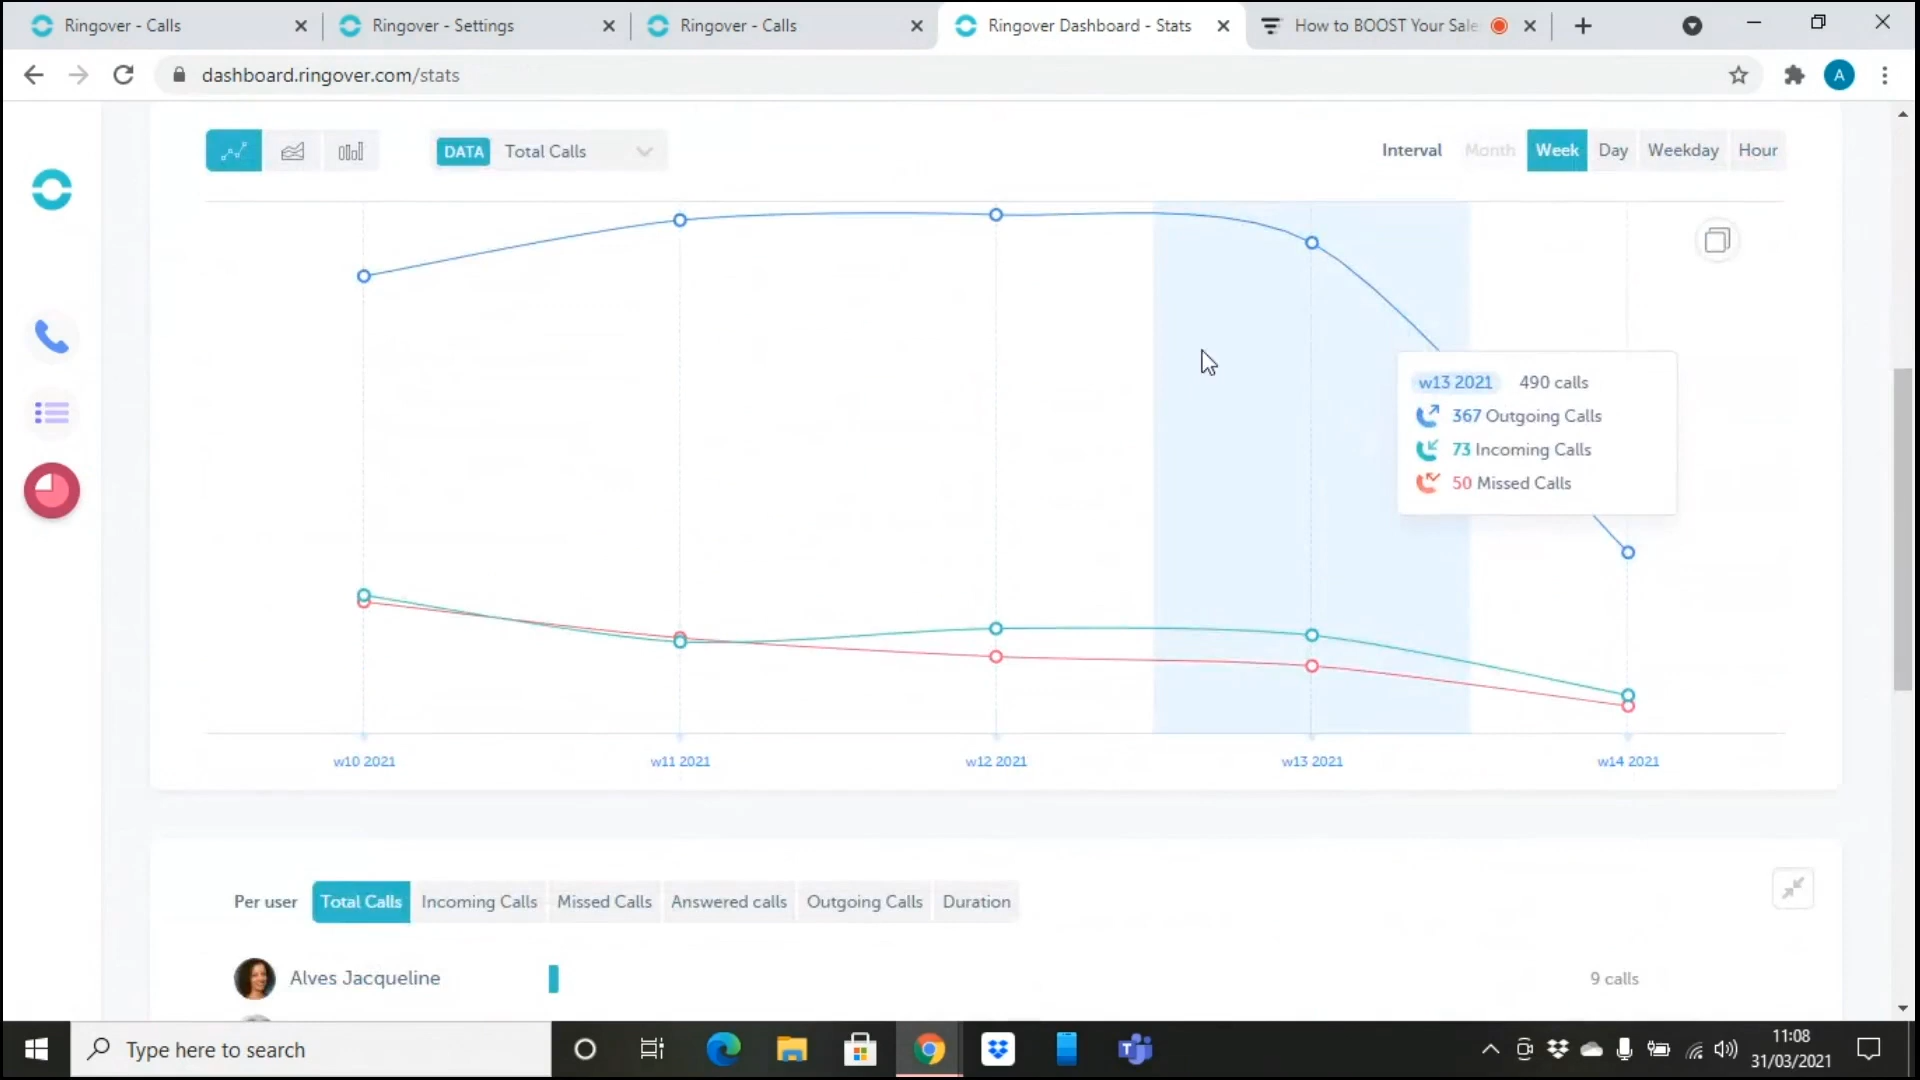 Ringover - Calls
Ringover - Settings
Ringover - Calls
Ringover Dashboard - Stats
How to BOOST Your Sale
dashboard.ringover.com/stats
A
DATA Total Calls
Interval Month Week Day Weekday Hour
w13 2021 490 calls
367 Outgoing Calls
73 Incoming Calls
50 Missed Calls
w10 2021 w11 2021 w12 2021 w13 2021 w14 2021
Per user Total Calls Incoming Calls Missed Calls Answered calls Outgoing Calls Duration
Alves Jacqueline 9 calls
Type here to search
11:08
31/03/2021